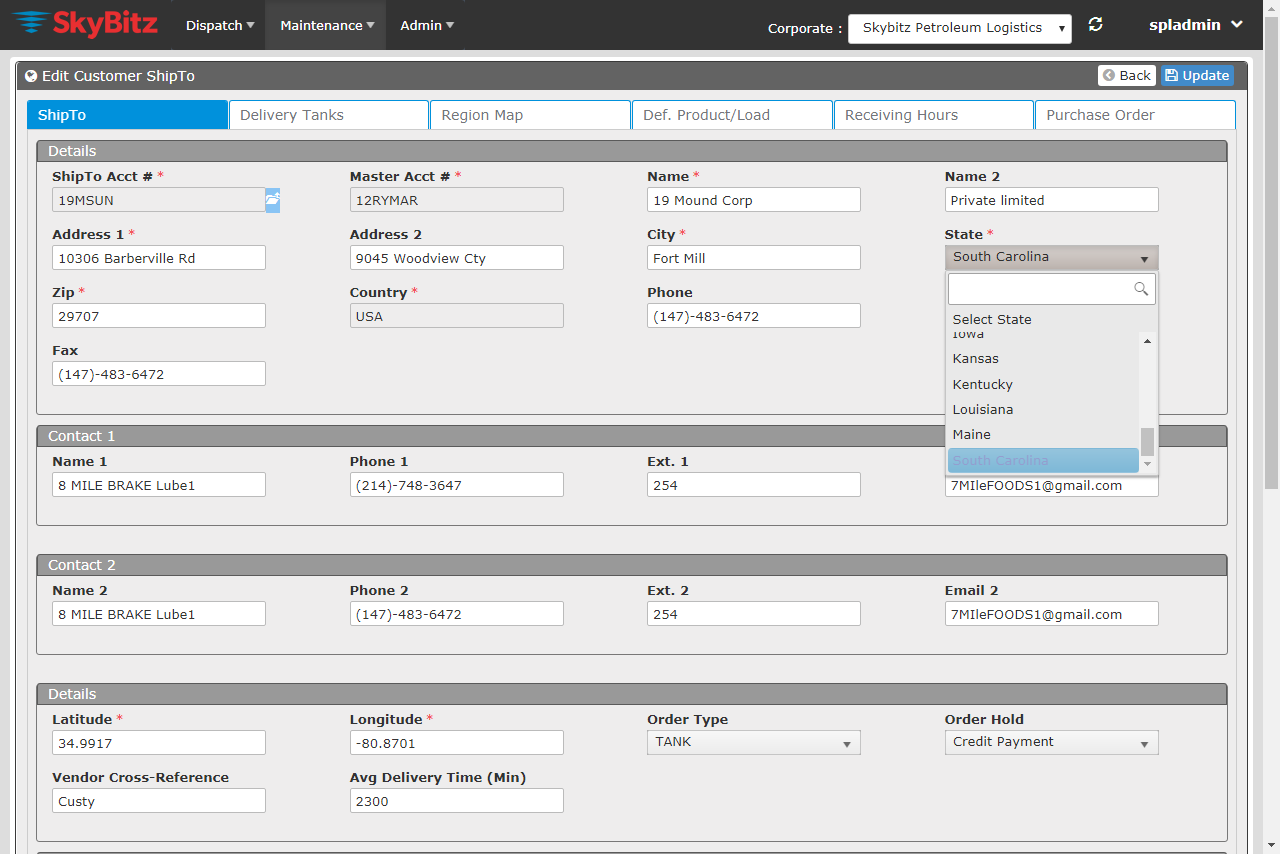 SkyBitz
Dispatch Maintenance Admin Corporate : Skybitz Petroleum Logistics spladmin
Edit Customer ShipTo Back Update
ShipTo Delivery Tanks Region Map Def. Product/Load Receiving Hours Purchase Order
Details
ShipTo Acct # * Master Acct # * Name * Name 2
19MSUN 12RYMAR 19 Mound Corp Private limited
Address 1 * Address 2 City * State *
10306 Barberville Rd 9045 Woodview Cty Fort Mill South Carolina
Zip * Country * Phone
29707 USA (147)-483-6472
Select State
Iowa
Fax
Kansas
(147)-483-6472
Kentucky
Louisiana
Maine
South Carolina
Contact 1
Name 1 Phone 1 Ext. 1
8 MILE BRAKE Lube1 (214)-748-3647 254 7MIleFOODS1@gmail.com
Contact 2
Name 2 Phone 2 Ext. 2 Email 2
8 MILE BRAKE Lube1 (147)-483-6472 254 7MIleFOODS1@gmail.com
Details
Latitude * Longitude * Order Type Order Hold
34.9917 -80.8701 TANK Credit Payment
Vendor Cross-Reference Avg Delivery Time (Min)
Custy 2300